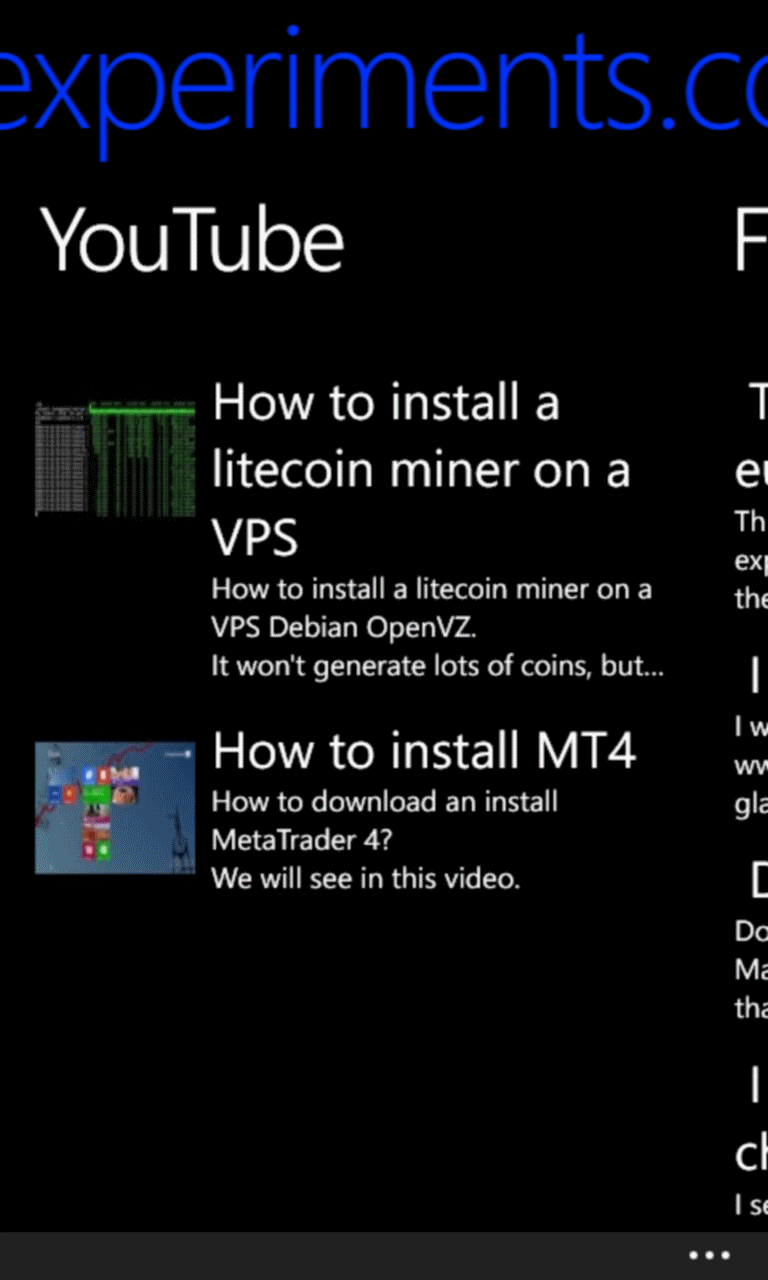 experiments.co
YouTube
How to install a
litecoin miner on a
VPS
How to install a litecoin miner on a
VPS Debian OpenVZ.
It won't generate lots of coins, but...
How to install MT4
How to download an install
MetaTrader 4?
We will see in this video.
F
T
eu
Th
exp
the
I
I w
ww
gla
D
Do
Ma
tha
I
ch
I se